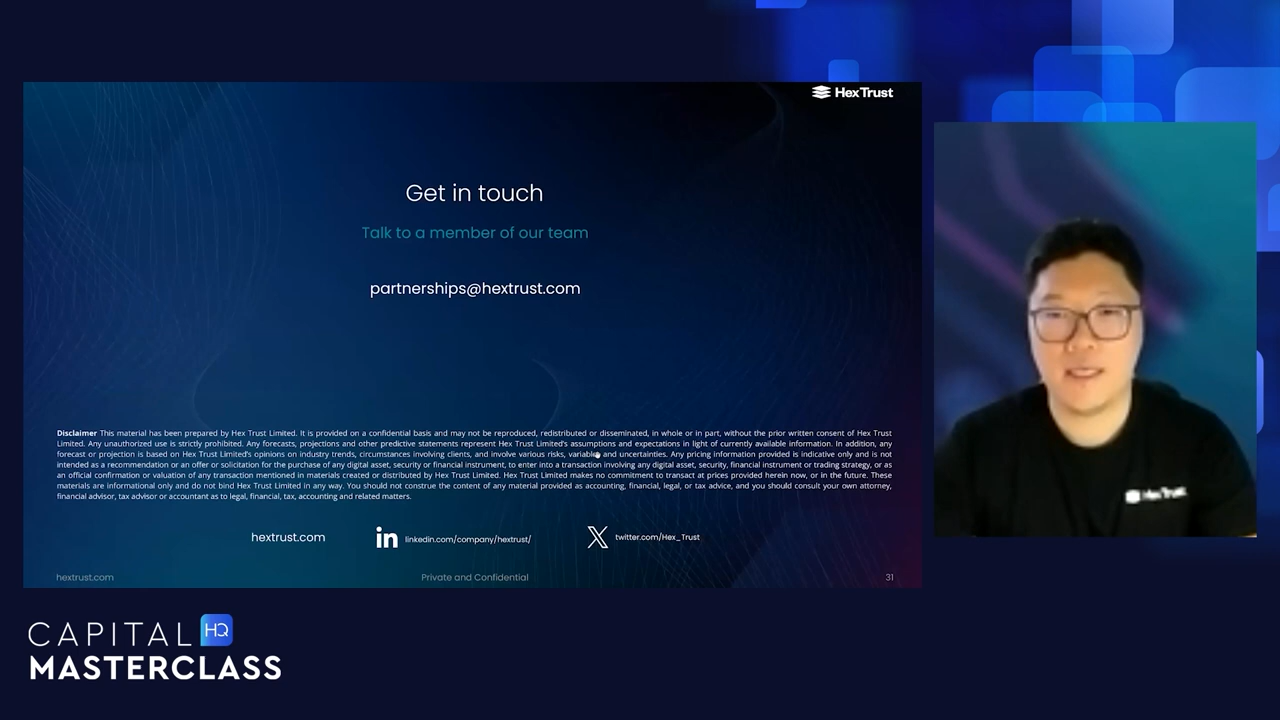 HexTrust
Get in touch
Talk to a member of our team
partnerships@hextrust.com
Disclaimer This material has been prepared by Hex Trust Limited. It is provided on a confidential basis and may not be reproduced, redistributed or disseminated, in whole or in part, without the prior written consent of Hex Trust
Limited. Any unauthorized use is strictly prohibited. Any forecasts, projections and other predictive statements represent Hex Trust Limited's assumptions and expectations in light of currently available information. In addition, any
forecast or projection is based on Hex Trust Limited's opinions on industry trends, circumstances involving clients, and involve various risks, variables and uncertainties. Any pricing information provided is indicative only and is not
intended as a recommendation or an offer or solicitation for the purchase of any digital asset, security or financial instrument, to enter into a transaction involving any digital asset, security, financial instrument or trading strategy, or as
an official confirmation or valuation of any transaction mentioned in materials created or distributed by Hex Trust Limited. Hex Trust Limited makes no commitment to transact at prices provided herein now, or in the future. These
materials are informational only and do not bind Hex Trust Limited in any way. You should not construe the content of any material provided as accounting, financial, legal, or tax advice, and you should consult your own attorney,
financial advisor, tax advisor or accountant as to legal, financial, tax, accounting and related matters.
hextrust.com
in linkedin.com/company/hextrust/
X twitter.com/Hex_Trust
hextrust.com
Private and Confidential
31
HexTrust
CAPITAL HQ
MASTERCLASS